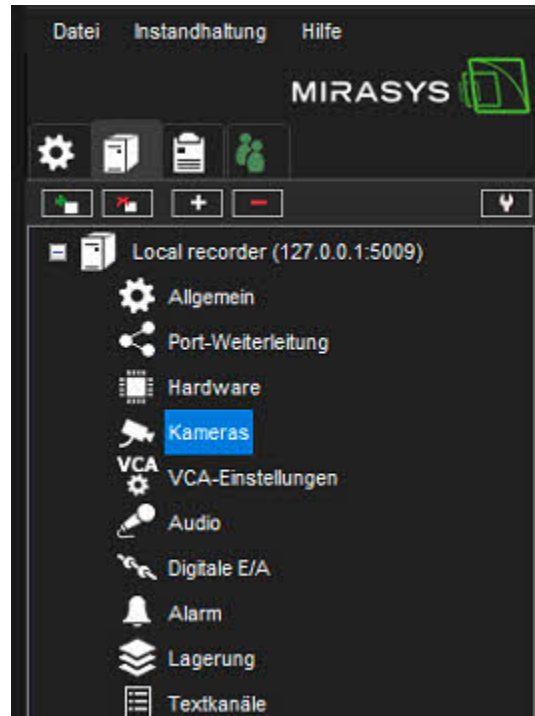 Datei Instandhaltung Hilfe
MIRASYS
Local recorder (127.0.0.1:5009)
Allgemein
Port-Weiterleitung
Hardware
Kameras
VCA VCA-Einstellungen
Audio
Digitale E/A
Alarm
Lagerung
Textkanäle